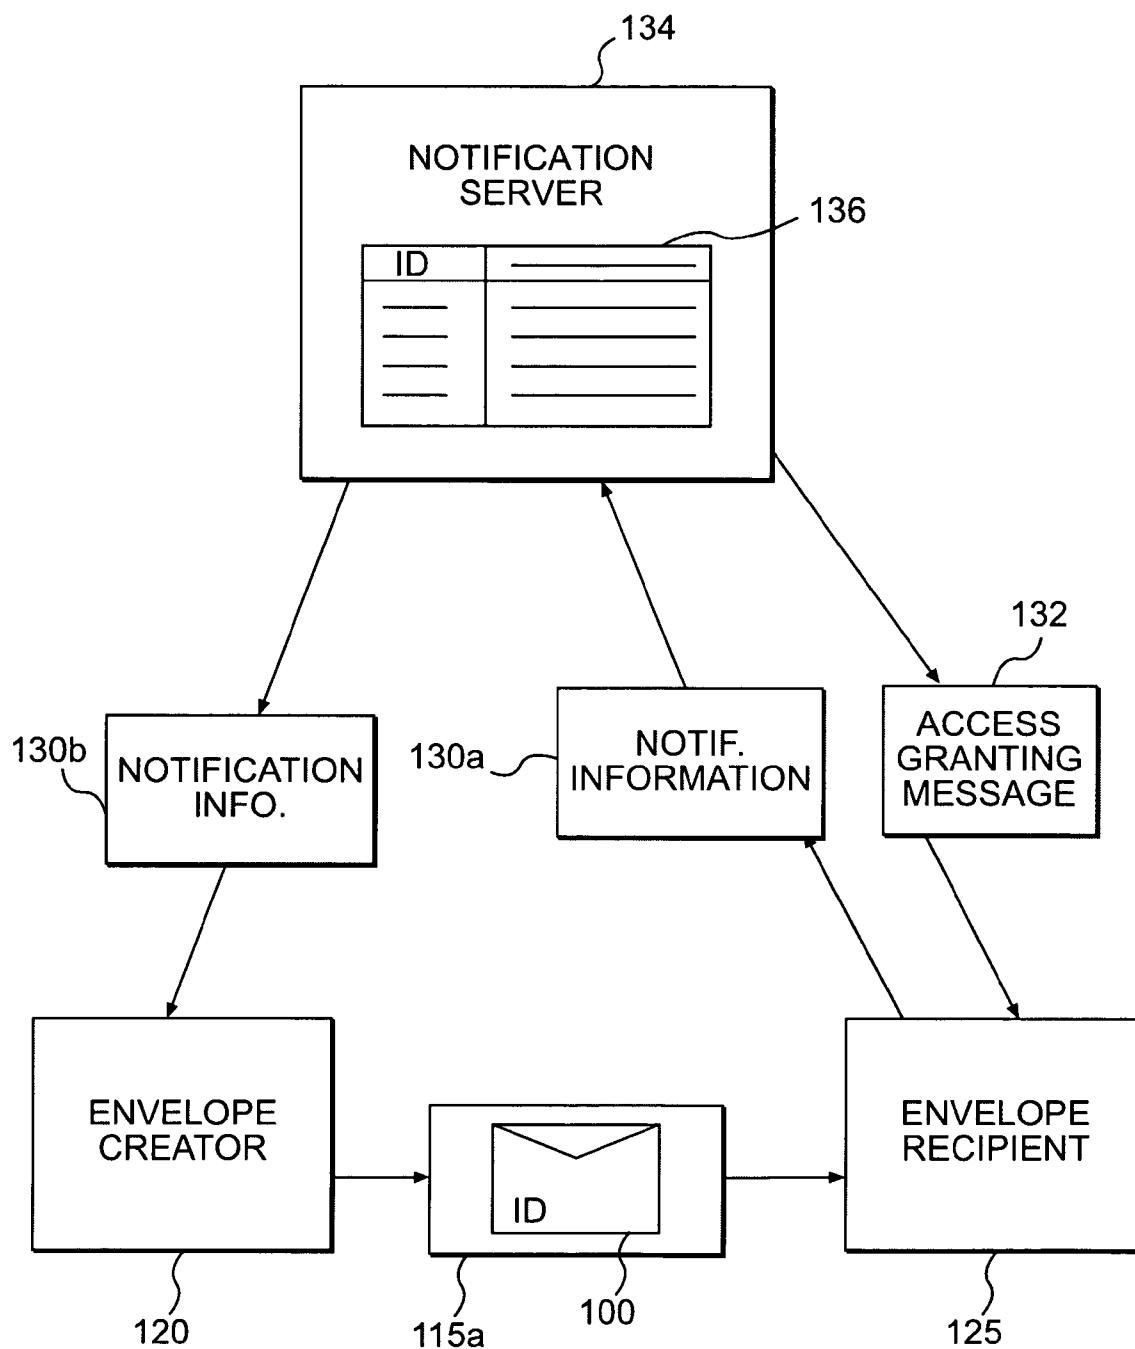 134
NOTIFICATION
SERVER
136
ID
132
130b
NOTIFICATION
INFO.
130a
NOTIF.
INFORMATION
ACCESS
GRANTING
MESSAGE
ENVELOPE
CREATOR
ID
ENVELOPE
RECIPIENT
120
115a
100
125